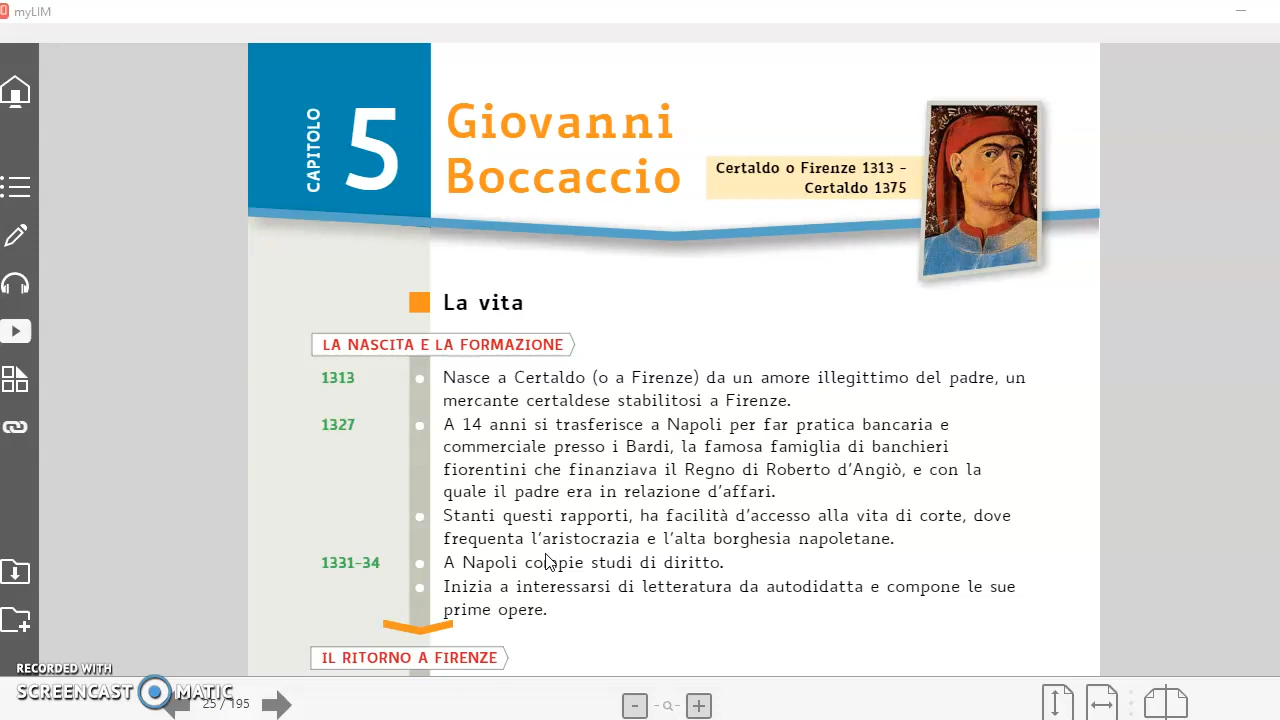 myLIM
CAPITOLO
5
Giovanni
Boccaccio
Certaldo o Firenze 1313 –
Certaldo 1375
La vita
LA NASCITA E LA FORMAZIONE
1313
Nasce a Certaldo (o a Firenze) da un amore illegittimo del padre, un
mercante certaldese stabilitosi a Firenze.
1327
A 14 anni si trasferisce a Napoli per far pratica bancaria e
commerciale presso i Bardi, la famosa famiglia di banchieri
fiorentini che finanziava il Regno di Roberto d'Angiò, e con la
quale il padre era in relazione d'affari.
Stanti questi rapporti, ha facilità d'accesso alla vita di corte, dove
frequenta l'aristocrazia e l'alta borghesia napoletane.
1331-34
A Napoli compie studi di diritto.
Inizia a interessarsi di letteratura da autodidatta e compone le sue
prime opere.
IL RITORNO A FIRENZE
RECORDED WITH
SCREENCAST MATIC
25 / 195